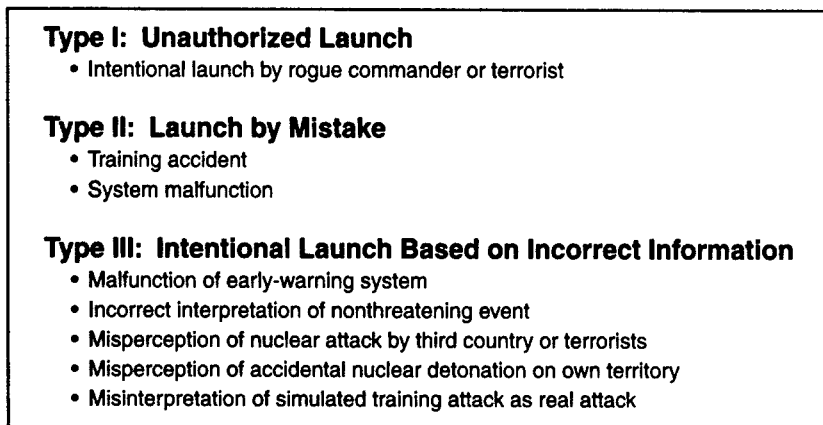 Type I: Unauthorized Launch
• Intentional launch by rogue commander or terrorist
Type II: Launch by Mistake
• Training accident
• System malfunction
Type III: Intentional Launch Based on Incorrect Information
• Malfunction of early-warning system
• Incorrect interpretation of nonthreatening event
• Misperception of nuclear attack by third country or terrorists
• Misperception of accidental nuclear detonation on own territory
• Misinterpretation of simulated training attack as real attack